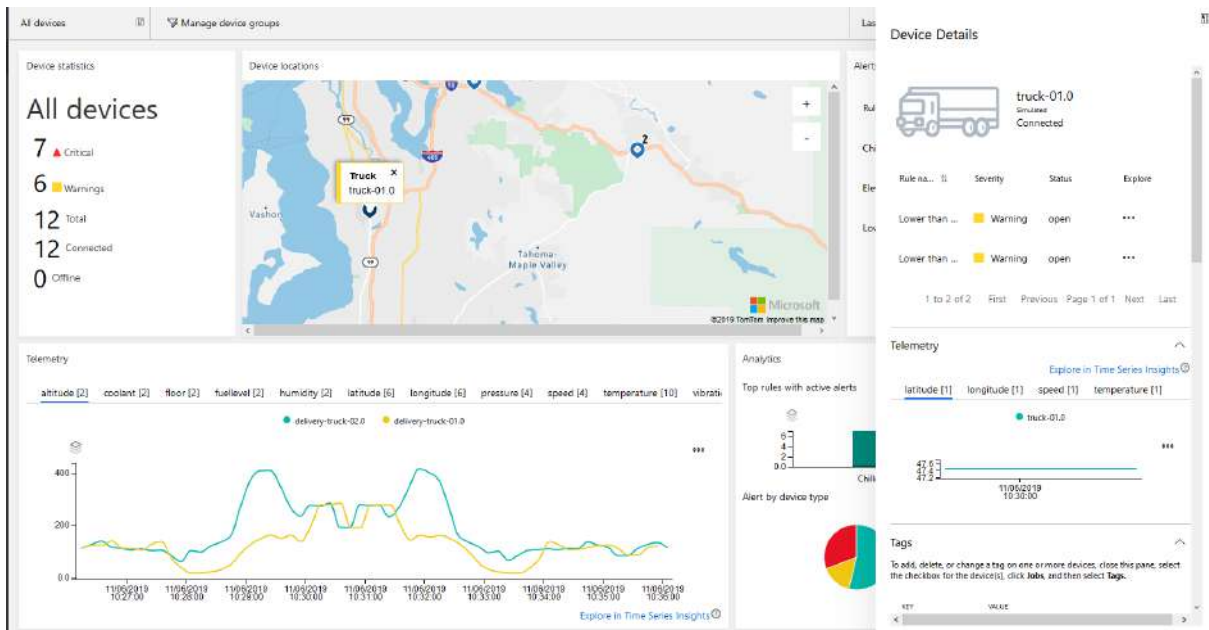 All devices
Manage device groups
Las
Device statistics
All devices
7 Critical
6 Warnings
12 Total
12 Connected
0 Offline
Device locations
99
405
2
Truck x
truck-01.0
Vashon
99
Tahoma-
Maple Valley
+
-
Microsoft
©2019 TomTom Improve this map
Alert
Rul
Chi
Ele
Lov
Telemetry
altitude [2] coolant [2] floor [2] fuellevel [2] humidity [2] latitude [6] longitude [6] pressure [4] speed [4] temperature [10] vibrati
delivery-truck-02.0 delivery-truck-01.0
400
200
0.0
11/06/2019 11/06/2019 11/06/2019 11/06/2019 11/06/2019 11/06/2019 11/06/2019 11/06/2019 11/06/2019 11/06/2019
10:27:00 10:28:00 10:29:00 10:30:00 10:31:00 10:32:00 10:33:00 10:34:00 10:35:00 10:36:00
Explore in Time Series Insights
Analytics
Top rules with active alerts
6
4
2
0.0
Chill
Alert by device type
Device Details
truck-01.0
Simulated
Connected
Rule na... Severity Status Explore
Lower than ... Warning open •••
Lower than ... Warning open •••
1 to 2 of 2 First Previous Page 1 of 1 Next Last
Telemetry
Explore in Time Series Insights
latitude [1] longitude [1] speed [1] temperature [1]
truck-01.0
47.6
47.4
47.2
11/06/2019
10:30:00
Tags
To add, delete, or change a tag on one or more devices, close this pane, select
the checkbox for the device(s), click Jobs, and then select Tags.
KEY VALUE